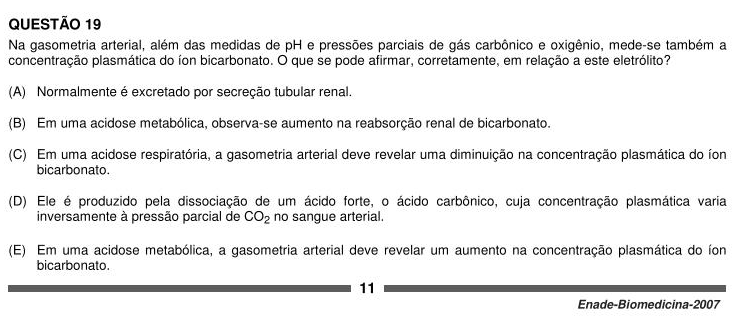 QUESTÃO 19
Na gasometria arterial, além das medidas de pH e pressões parciais de gás carbônico e oxigênio, mede-se também a
concentração plasmática do íon bicarbonato. O que se pode afirmar, corretamente, em relação a este eletrólito?
(A) Normalmente é excretado por secreção tubular renal.
(B) Em uma acidose metabólica, observa-se aumento na reabsorção renal de bicarbonato.
(C) Em uma acidose respiratória, a gasometria arterial deve revelar uma diminuição na concentração plasmática do íon
bicarbonato.
(D) Ele é produzido pela dissociação de um ácido forte, o ácido carbônico, cuja concentração plasmática varia
inversamente à pressão parcial de CO2 no sangue arterial.
(E) Em uma acidose metabólica, a gasometria arterial deve revelar um aumento na concentração plasmática do íon
bicarbonato.
11
Enade-Biomedicina-2007